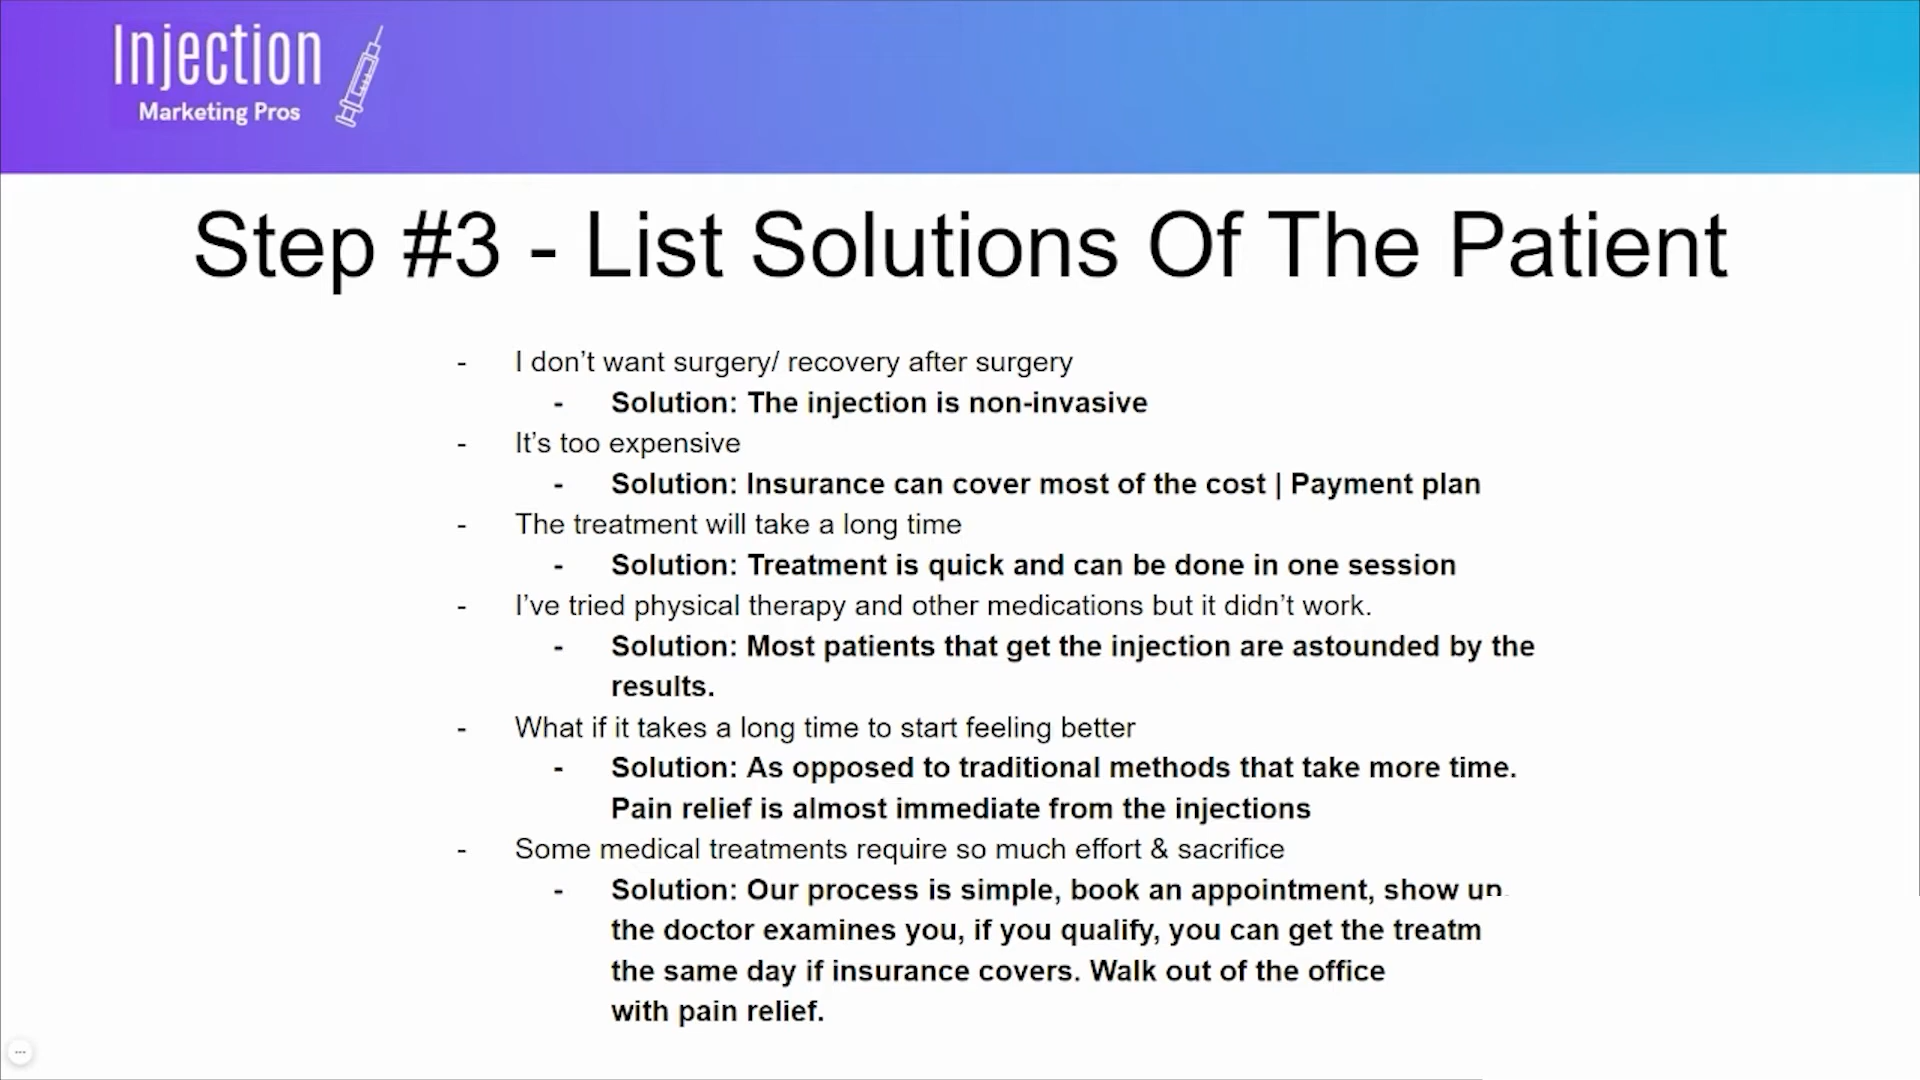 Injection
Marketing Pros
Step #3 - List Solutions Of The Patient
- I don’t want surgery/ recovery after surgery
- Solution: The injection is non-invasive
- It’s too expensive
- Solution: Insurance can cover most of the cost | Payment plan
- The treatment will take a long time
- Solution: Treatment is quick and can be done in one session
- I’ve tried physical therapy and other medications but it didn’t work.
- Solution: Most patients that get the injection are astounded by the
results.
- What if it takes a long time to start feeling better
- Solution: As opposed to traditional methods that take more time.
Pain relief is almost immediate from the injections
- Some medical treatments require so much effort & sacrifice
- Solution: Our process is simple, book an appointment, show up
the doctor examines you, if you qualify, you can get the treatm
the same day if insurance covers. Walk out of the office
with pain relief.